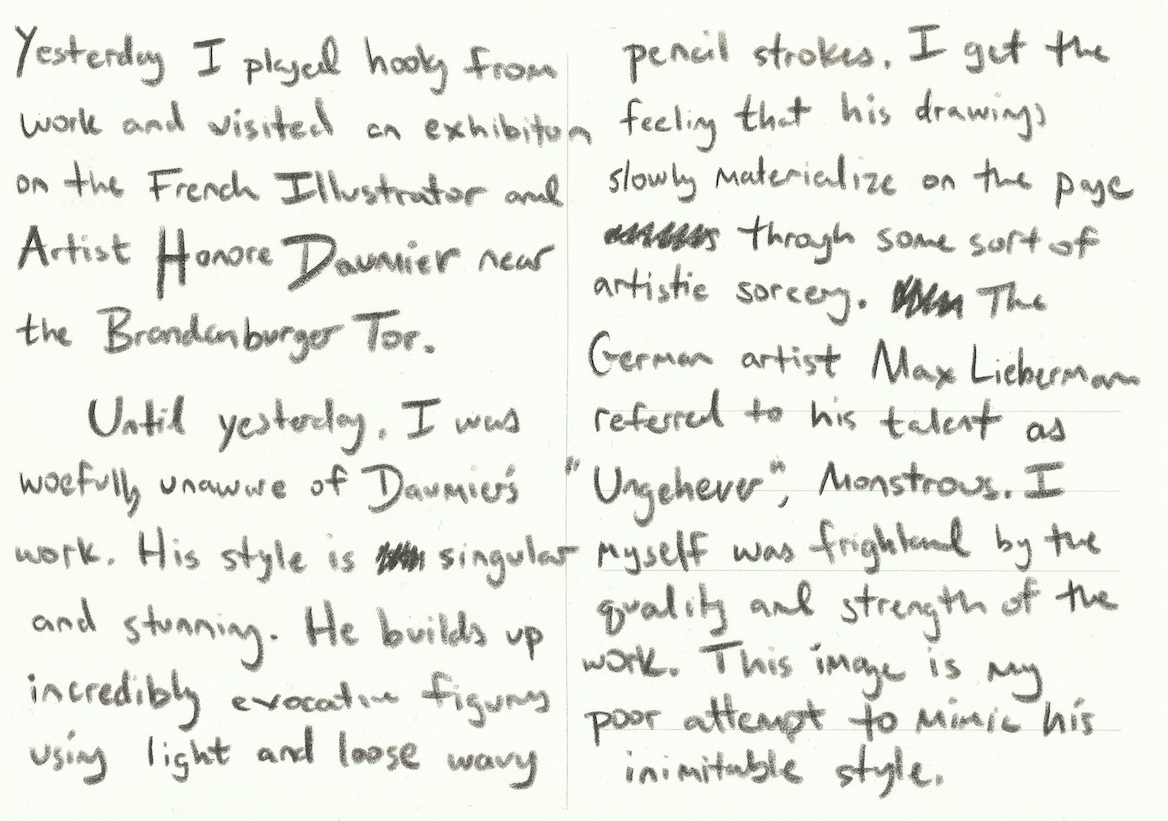 Yesterday I played hooky from
work and visited an exhibiton
on the French Illustrator and
Artist Honore Daumier near
the Brandenburger Tor.
Until yesterday, I was
woefully unaware of Daumier's
work. His style is singular
and stunning. He builds up
incredibly evocative figures
using light and loose wavy
pencil strokes. I get the
feeling that his drawings
slowly materialize on the page
throgh some sort of
artistic sorcery. The
German artist Max Liebermann
referred to his talent as
"Ungeheuer", Monstrous. I
myself was frightened by the
quality and strength of the
work. This image is my
poor attempt to mimic his
inimitable style.